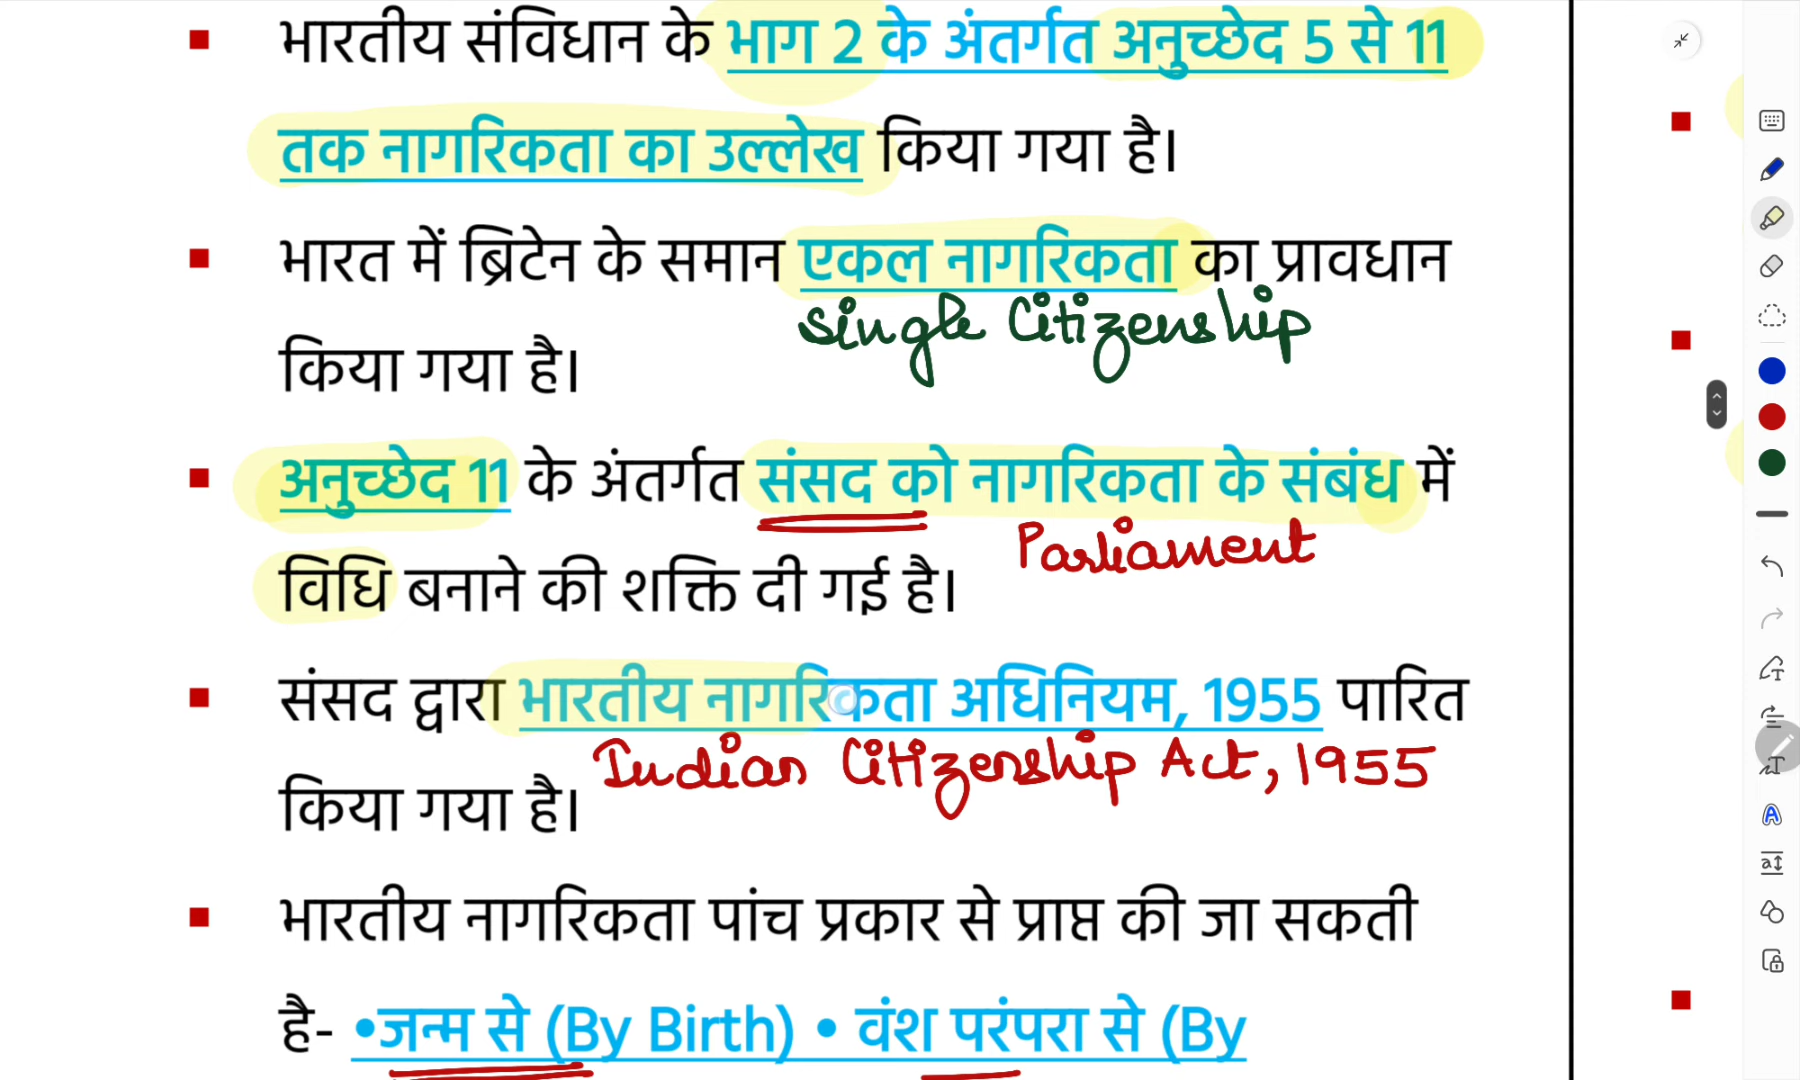 भारतीय संविधान के भाग 2 के अंतर्गत अनुच्छेद 5 से 11
तक नागरिकता का उल्लेख किया गया है।
भारत में ब्रिटेन के समान एकल नागरिकता का प्रावधान
single Citizenship
किया गया है।
अनुच्छेद 11 के अंतर्गत संसद को नागरिकता के संबंध में
Parliament
विधि बनाने की शक्ति दी गई है।
संसद द्वारा भारतीय नागरिकता अधिनियम, 1955 पारित
Indian Citizenship Act, 1955
किया गया है।
भारतीय नागरिकता पांच प्रकार से प्राप्त की जा सकती
है- •जन्म से (By Birth) • वंश परंपरा से (By